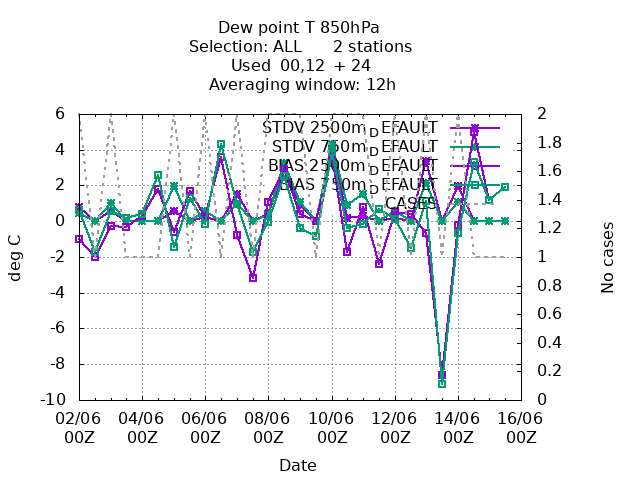 Dew point T 850hPa
Selection: ALL 2 stations
Used 00,12 + 24
Averaging window: 12h
STDV 2500m_DEFAULT
STDV 750m_DEFAULT
BIAS 2500m_DEFAULT
BIAS 750m_DEFAULT
CASES
deg C
6
4
2
0
-2
-4
-6
-8
-10
No cases
2
1.8
1.6
1.4
1.2
1
0.8
0.6
0.4
0.2
0
02/06 04/06 06/06 08/06 10/06 12/06 14/06 16/06
00Z 00Z 00Z 00Z 00Z 00Z 00Z 00Z
Date